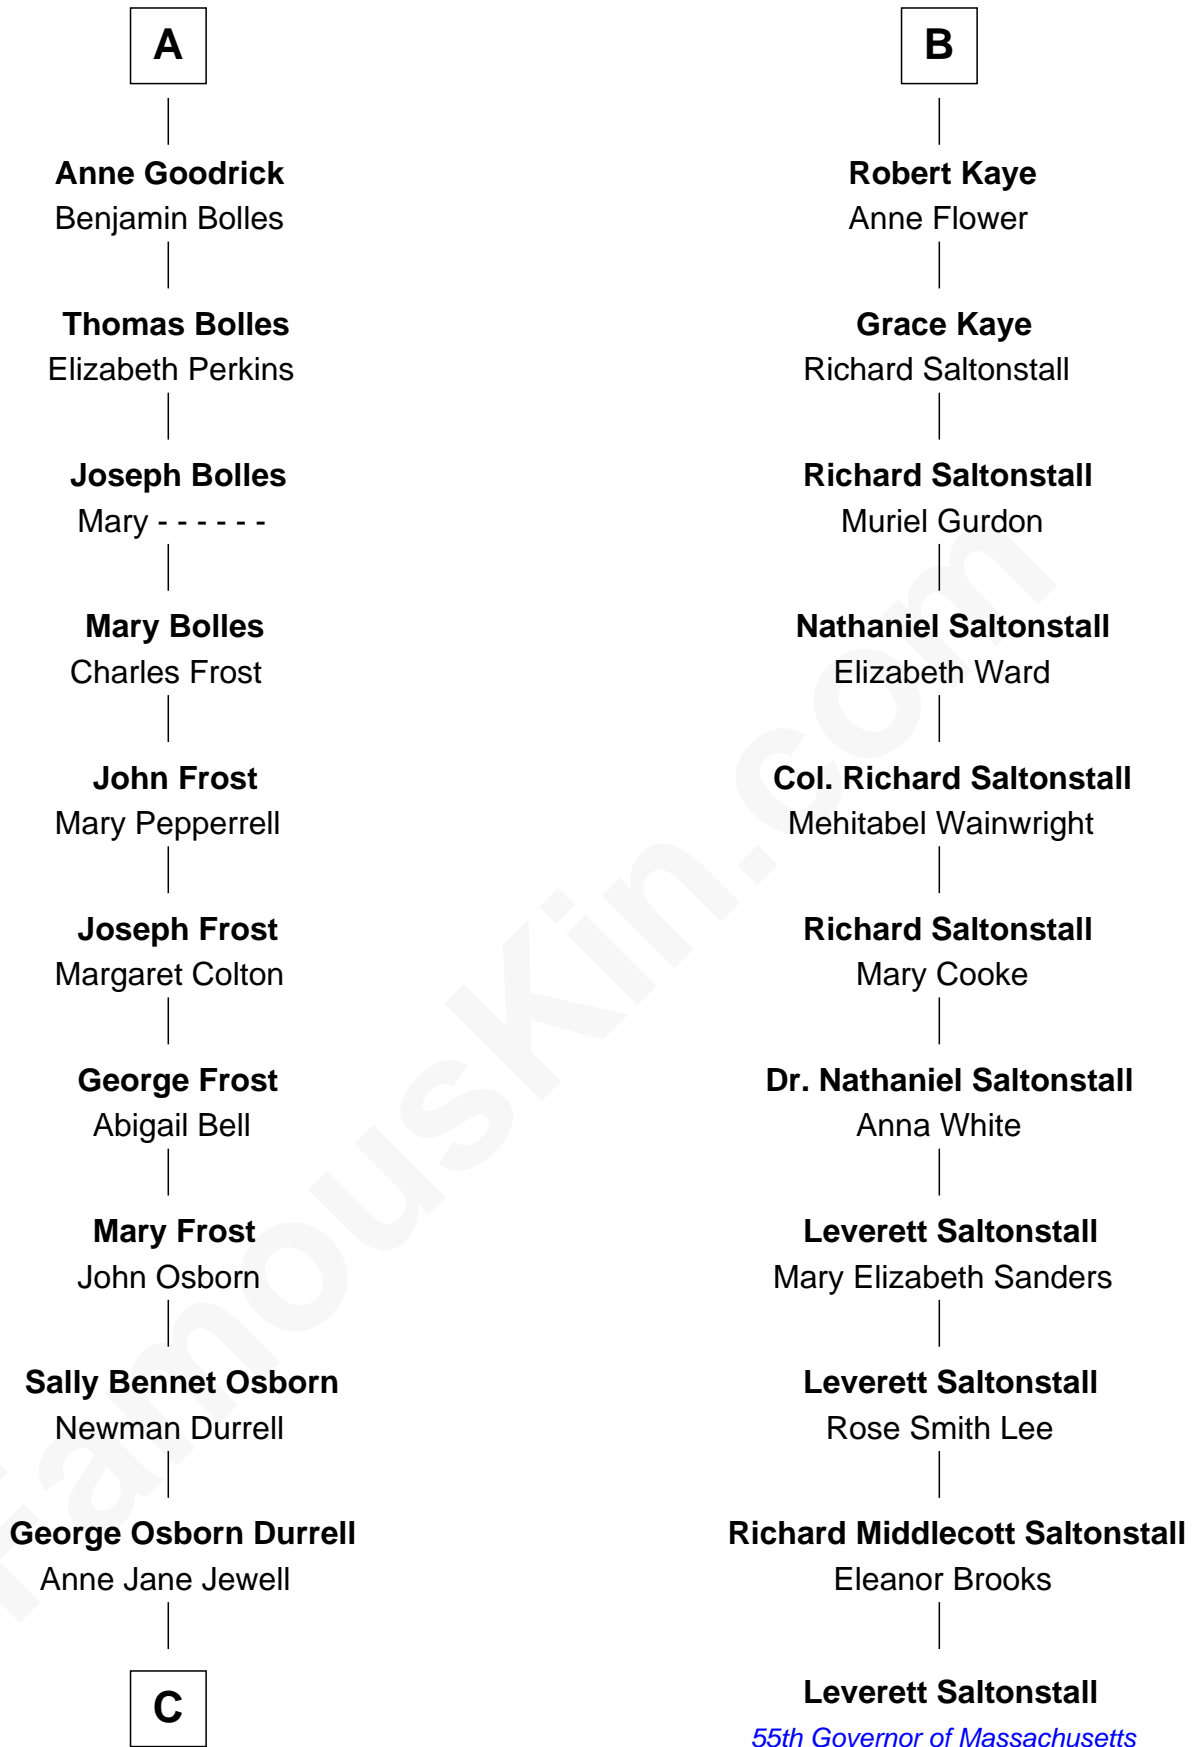 A
Anne Goodrick
Benjamin Bolles
Thomas Bolles
Elizabeth Perkins
Joseph Bolles
Mary - - - - - -
Mary Bolles
Charles Frost
John Frost
Mary Pepperrell
Joseph Frost
Margaret Colton
George Frost
Abigail Bell
Mary Frost
John Osborn
Sally Bennet Osborn
Newman Durrell
George Osborn Durrell
Anne Jane Jewell
C
B
Robert Kaye
Anne Flower
Grace Kaye
Richard Saltonstall
Richard Saltonstall
Muriel Gurdon
Nathaniel Saltonstall
Elizabeth Ward
Col. Richard Saltonstall
Mehitabel Wainwright
Richard Saltonstall
Mary Cooke
Dr. Nathaniel Saltonstall
Anna White
Leverett Saltonstall
Mary Elizabeth Sanders
Leverett Saltonstall
Rose Smith Lee
Richard Middlecott Saltonstall
Eleanor Brooks
Leverett Saltonstall
55th Governor of Massachusetts
FamousKin.com